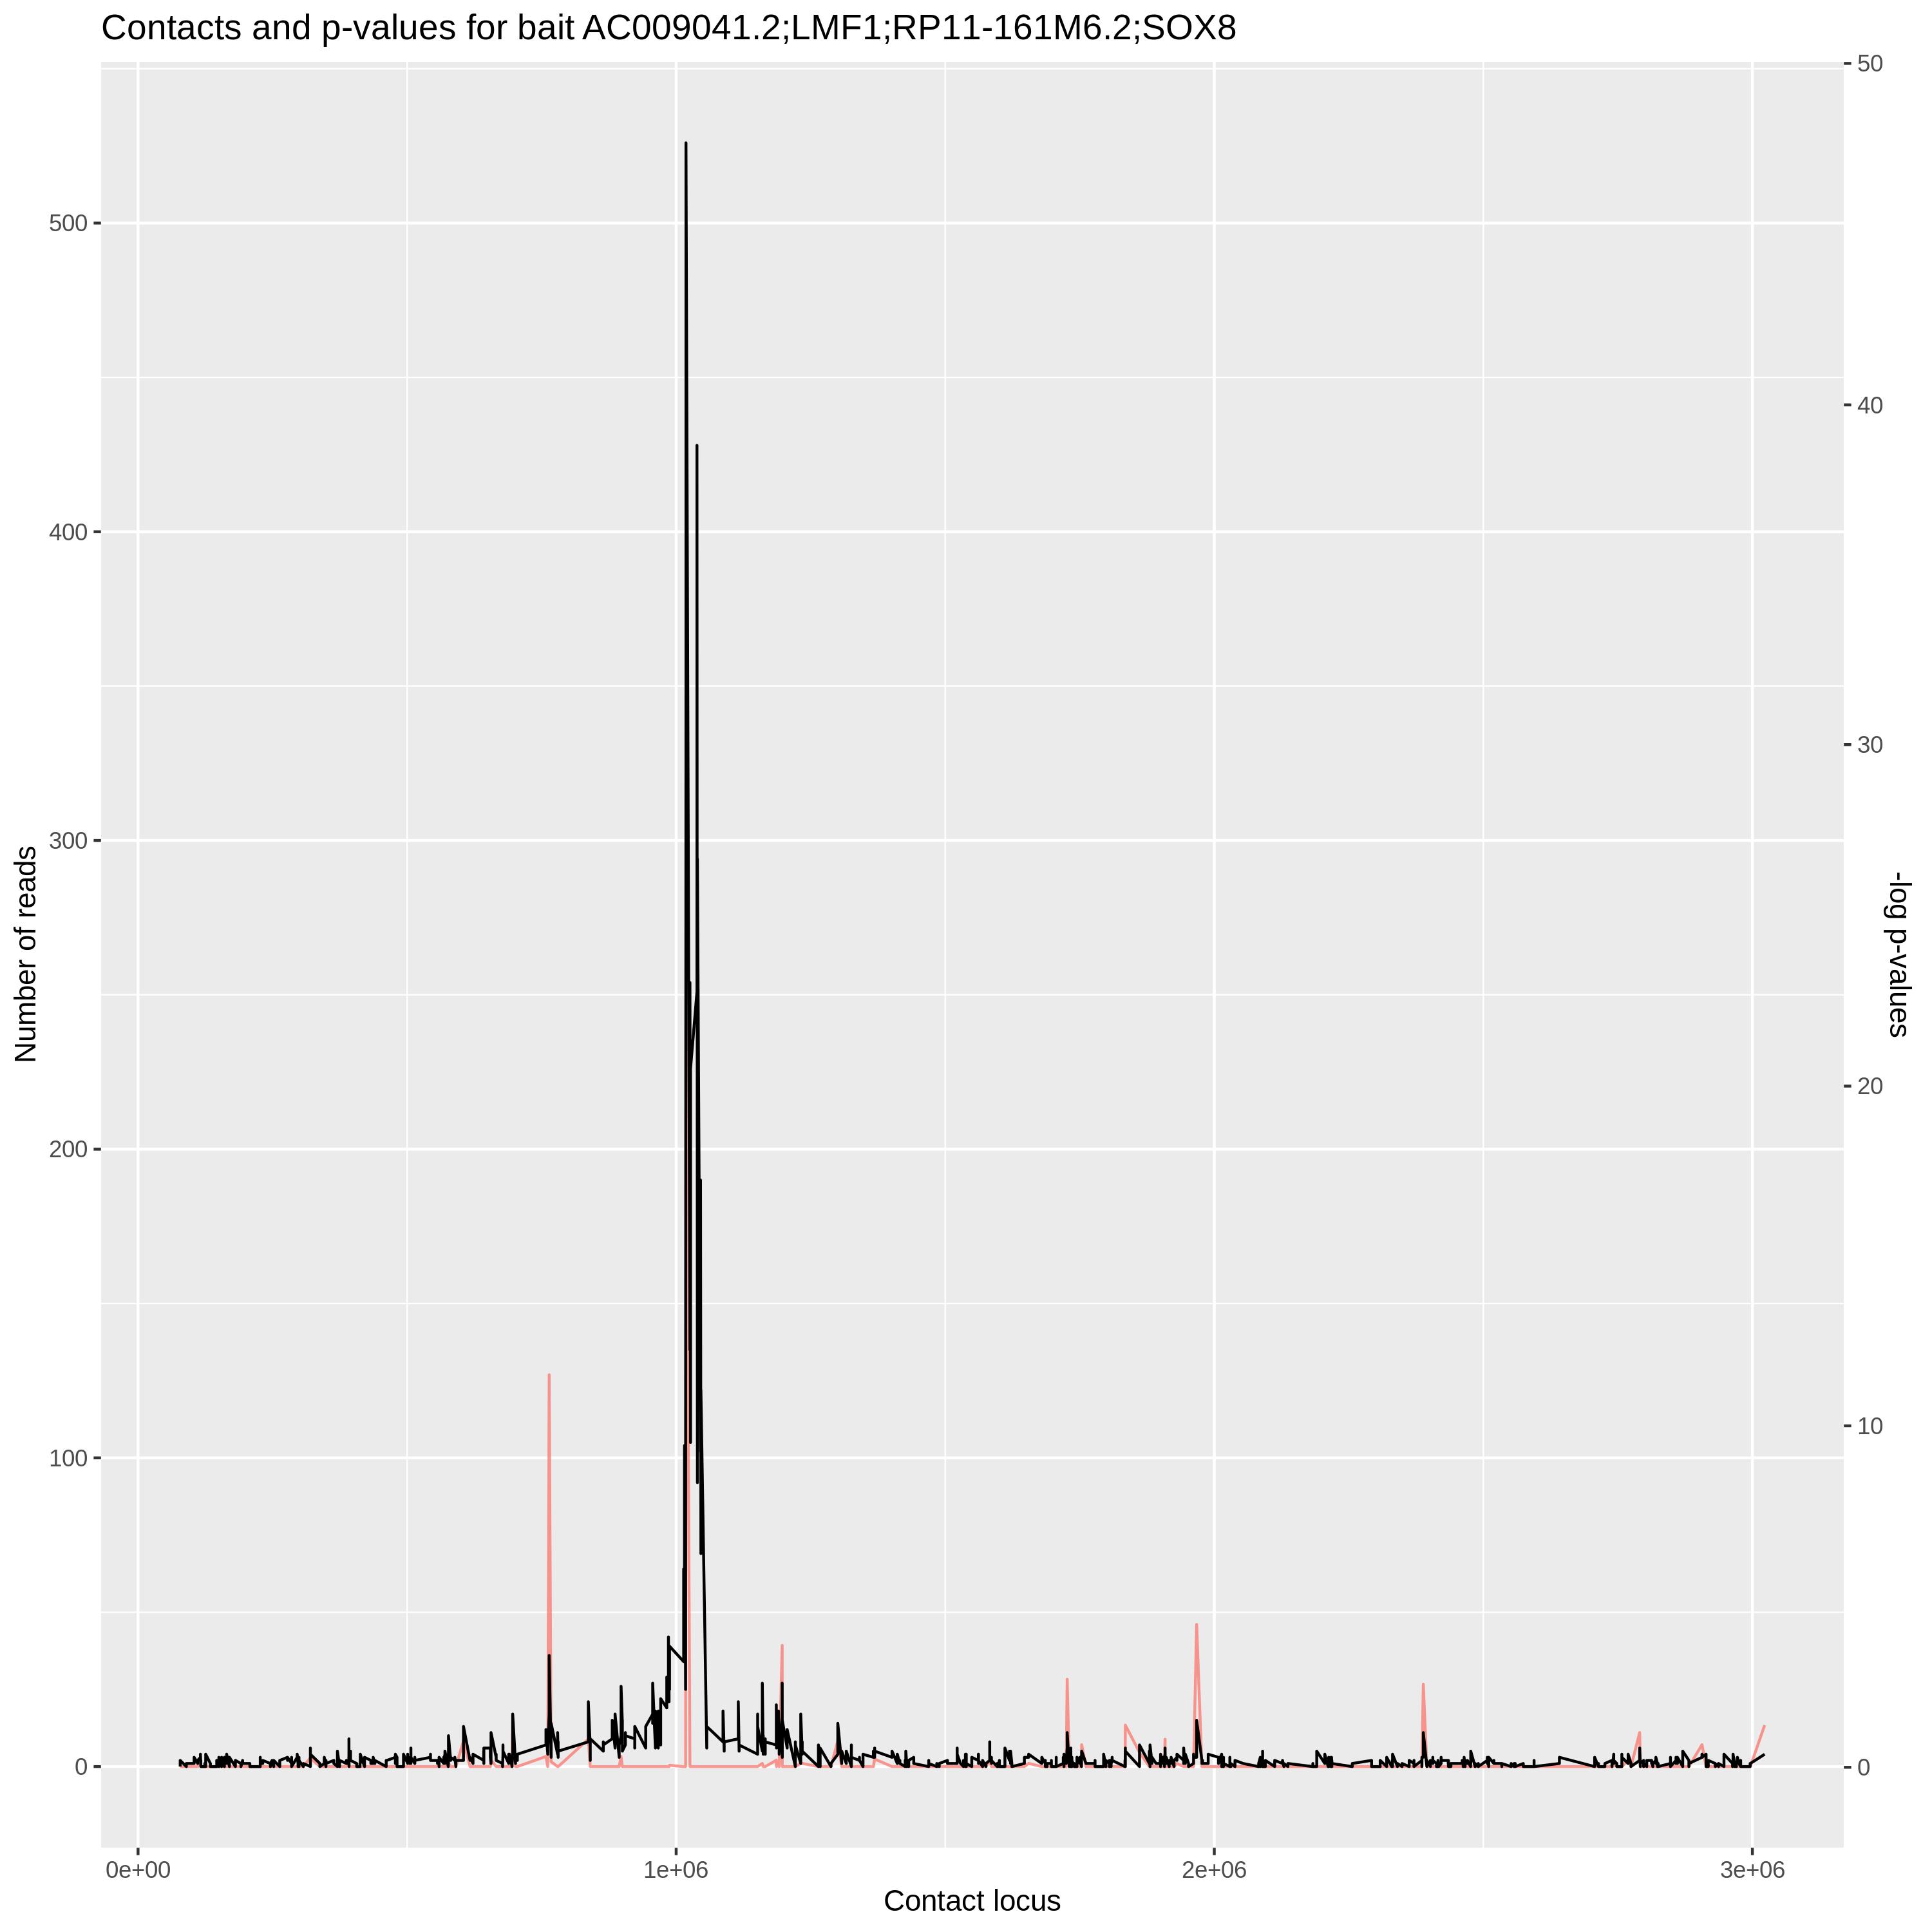 Contacts and p-values for bait AC009041.2;LMF1;RP11-161M6.2;SOX8
50
500
40
400
30
300
Number of reads
-log p-values
20
200
10
100
0
0
0e+00
1e+06
2e+06
3e+06
Contact locus